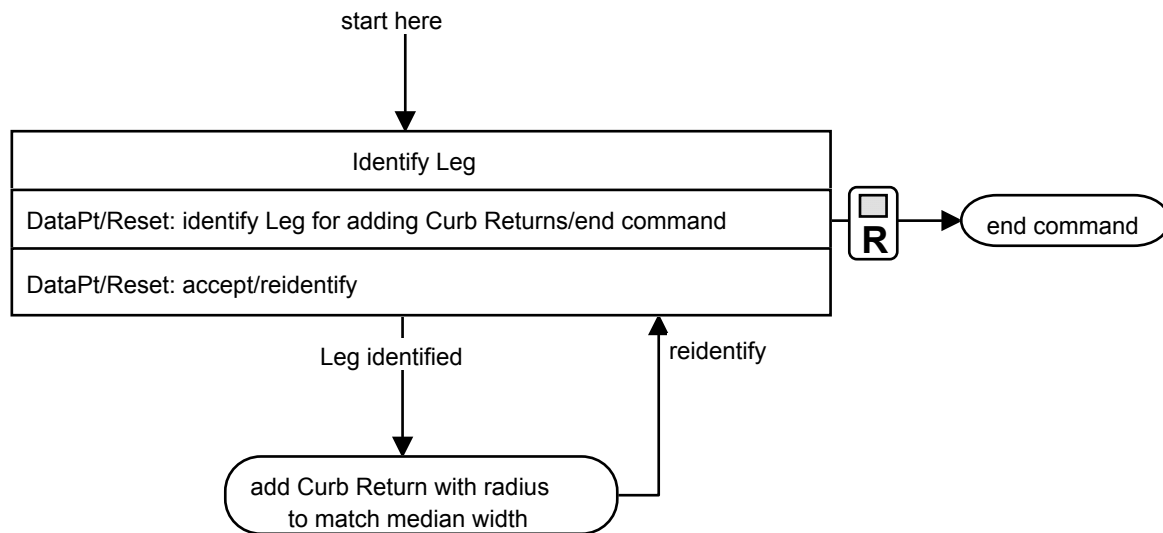 start here
Identify Leg
DataPt/Reset: identify Leg for adding Curb Returns/end command
R
end command
DataPt/Reset: accept/reidentify
Leg identified
reidentify
add Curb Return with radius
to match median width